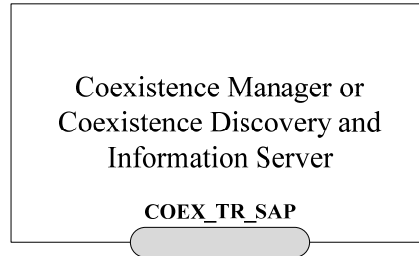 Coexistence Manager or
Coexistence Discovery and
Information Server
COEX_TR_SAP